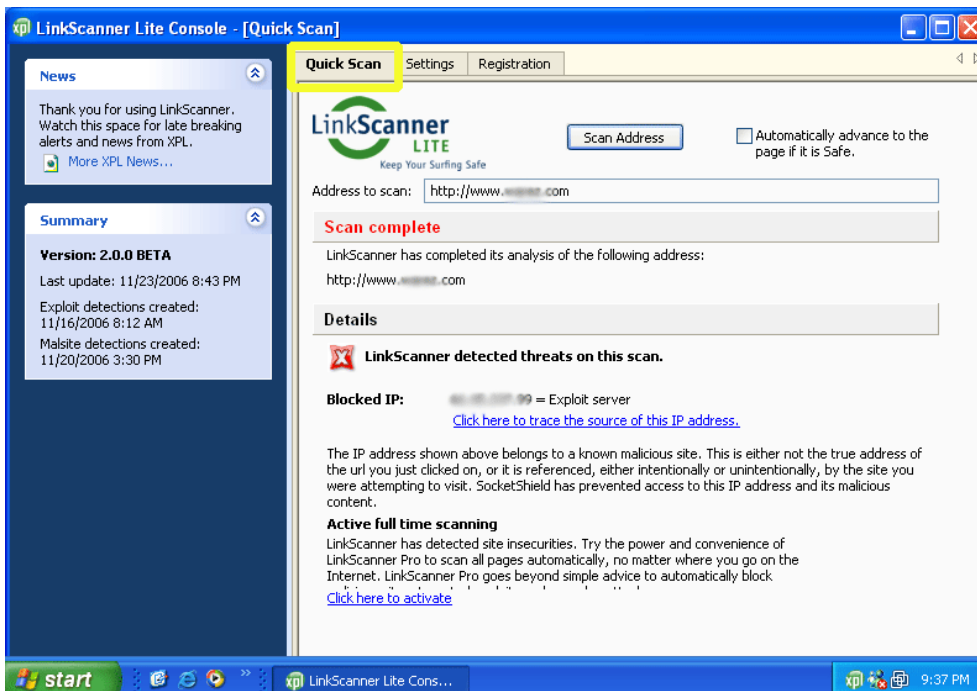 LinkScanner Lite Console - [Quick Scan]
News
Thank you for using LinkScanner.
Watch this space for late breaking
alerts and news from XPL.
More XPL News...
Summary
Version: 2.0.0 BETA
Last update: 11/23/2006 8:43 PM
Exploit detections created:
11/16/2006 8:12 AM
Malsite detections created:
11/20/2006 3:30 PM
Quick Scan Settings Registration
LinkScanner
LITE
Keep Your Surfing Safe
Scan Address
Automatically advance to the
page if it is Safe.
Address to scan: http://www. .com
Scan complete
LinkScanner has completed its analysis of the following address:
http://www. .com
Details
LinkScanner detected threats on this scan.
Blocked IP: .99 = Exploit server
Click here to trace the source of this IP address.
The IP address shown above belongs to a known malicious site. This is either not the true address of
the url you just clicked on, or it is referenced, either intentionally or unintentionally, by the site you
were attempting to visit. SocketShield has prevented access to this IP address and its malicious
content.
Active full time scanning
LinkScanner has detected site insecurities. Try the power and convenience of
LinkScanner Pro to scan all pages automatically, no matter where you go on the
Internet. LinkScanner Pro goes beyond simple advice to automatically block
Click here to activate
start
xpl LinkScanner Lite Cons...
xpl 9:37 PM